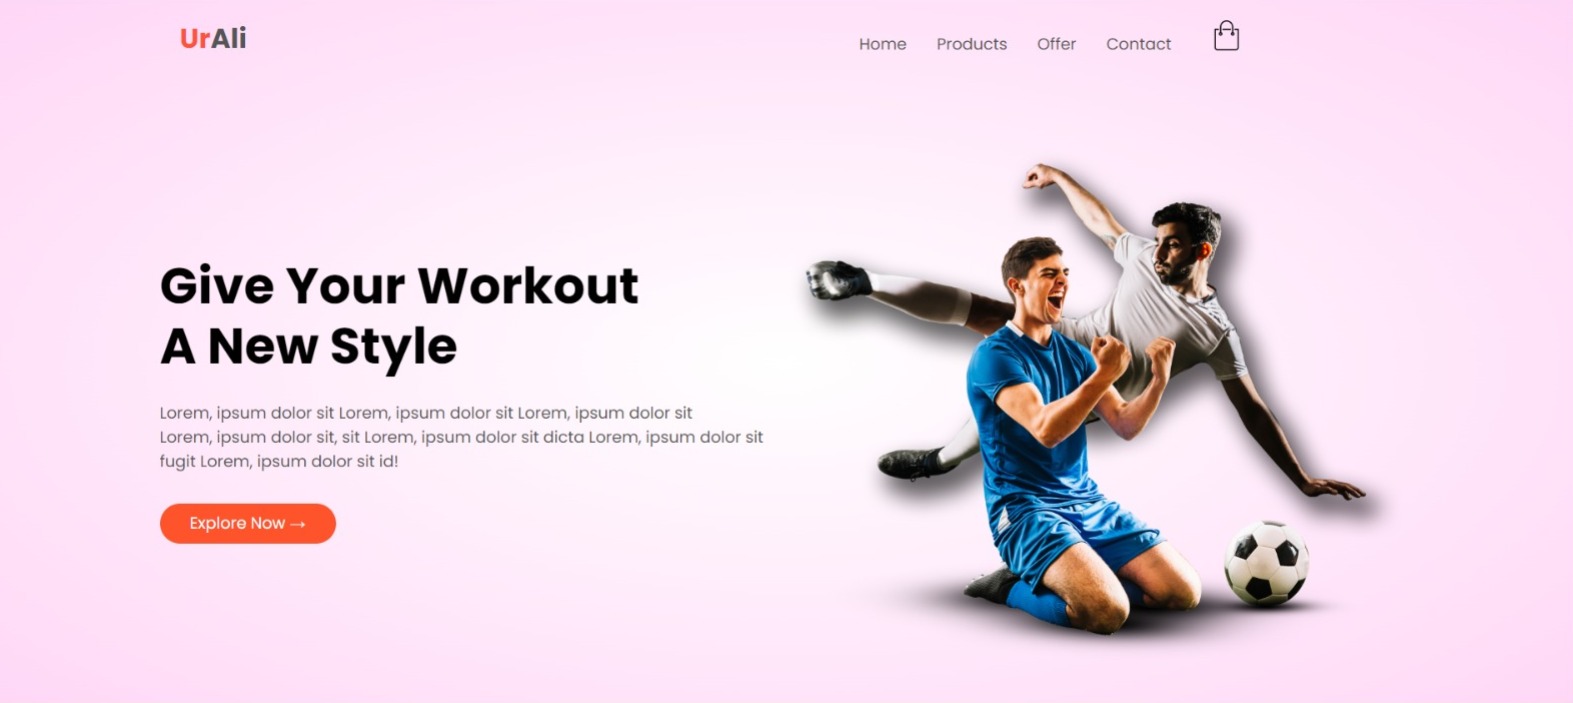 UrAli
Home Products Offer Contact
Give Your Workout
A New Style
Lorem, ipsum dolor sit Lorem, ipsum dolor sit Lorem, ipsum dolor sit
Lorem, ipsum dolor sit, sit Lorem, ipsum dolor sit dicta Lorem, ipsum dolor sit
fugit Lorem, ipsum dolor sit id!
Explore Now →